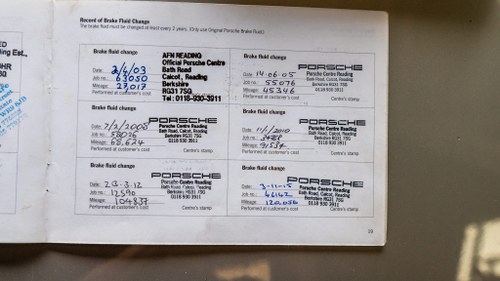 Record of Brake Fluid Change
The brake fluid must be changed at least every 2 years. (Only use Original Porsche Brake Fluid.)
Brake fluid change
Date: 2/4/03
Job no.: 63050
Mileage: 27017
Performed at customer's cost
AFN READING
Official Porsche Centre
Bath Road
Calcot, Reading
Berkshire
RG31 7SG
Tel: 0118-930-3911
Brake fluid change
Date: 14.06.05
Job no.: 55076
Mileage: 45346
Performed at customer's cost
PORSCHE
Porsche Centre Reading
Bath Road, Calcot, Reading
Berkshire RG31 7SG
0118 930 3911
Centre's stamp
Brake fluid change
Date: 7/2/2008
Job no.: 58026
Mileage: 68,624
Performed at customer's cost
PORSCHE
Porsche Centre Reading
Bath Road, Calcot, Reading
Berkshire RG31 7SG
0118 930 3911
Centre's stamp
Brake fluid change
Date: 2010
Job no.:
Mileage: 91534
Performed at customer's cost
PORSCHE
Porsche Centre Reading
Bath Road, Calcot, Reading
Berkshire RG31 7SG
0118 930 3911
Centre's stamp
Brake fluid change
Date: 20-3-12
Job no.: 12590
Mileage: 104837
Performed at customer's cost
PORSCHE
Porsche Centre Reading
Bath Road, Calcot, Reading
Berkshire RG31 7SG
0118 930 3911
Centre's stamp
Brake fluid change
Date: 3-11-15
Job no.: 46142
Mileage: 120,056
Performed at customer's cost
PORSCHE
Porsche Centre Reading
Bath Road, Calcot, Reading
Berkshire RG31 7SG
0118 930 3911
Centre's stamp